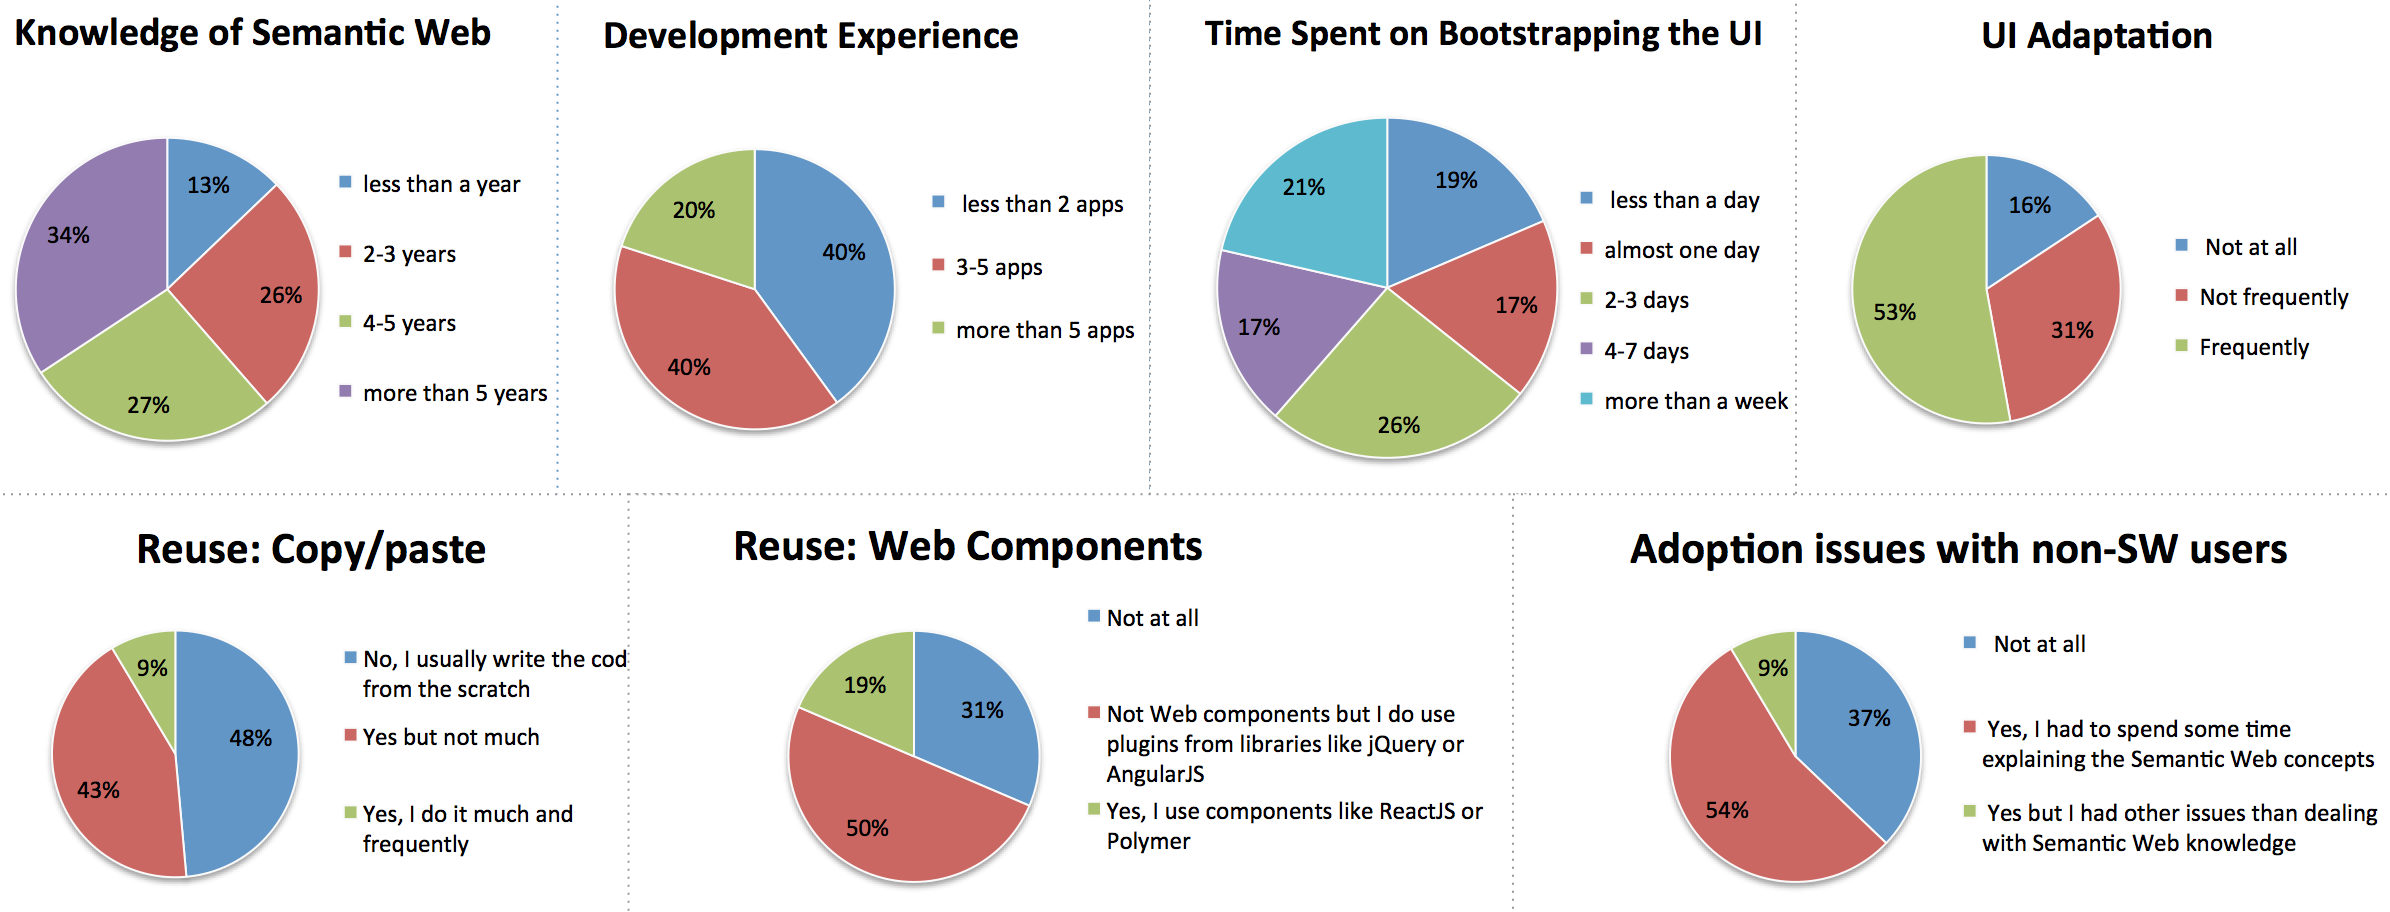 Knowledge of Semantic Web
13%
26%
27%
34%
less than a year
2-3 years
4-5 years
more than 5 years
Development Experience
40%
40%
20%
less than 2 apps
3-5 apps
more than 5 apps
Time Spent on Bootstrapping the UI
19%
17%
26%
17%
21%
less than a day
almost one day
2-3 days
4-7 days
more than a week
UI Adaptation
16%
31%
53%
Not at all
Not frequently
Frequently
Reuse: Copy/paste
48%
43%
9%
No, I usually write the cod
from the scratch
Yes but not much
Yes, I do it much and
frequently
Reuse: Web Components
31%
50%
19%
Not at all
Not Web components but I do use
plugins from libraries like jQuery or
AngularJS
Yes, I use components like ReactJS or
Polymer
Adoption issues with non-SW users
37%
54%
9%
Not at all
Yes, I had to spend some time
explaining the Semantic Web concepts
Yes but I had other issues than dealing
with Semantic Web knowledge